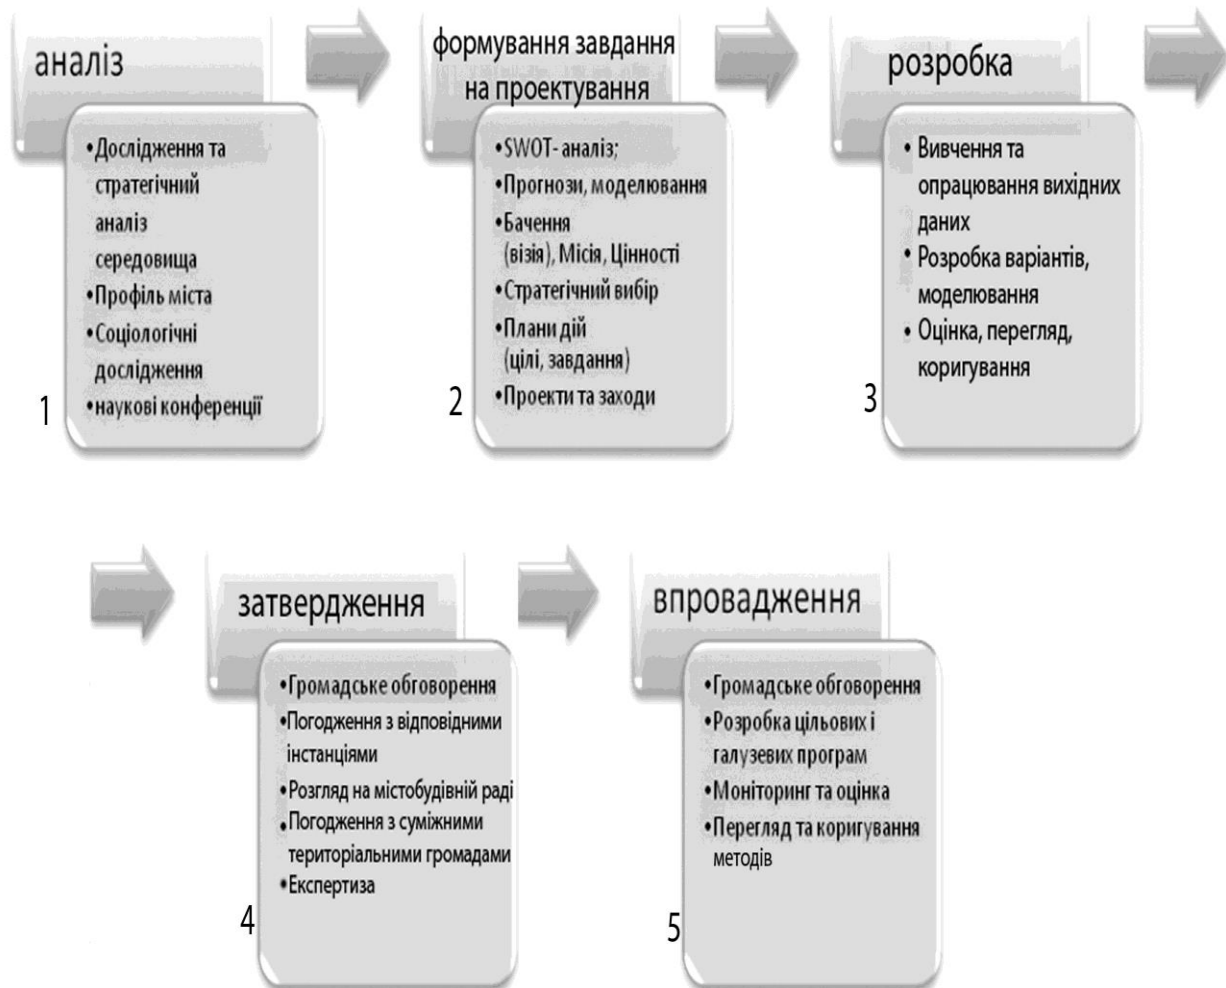 аналіз
•Дослідження та
стратегічний
аналіз
середовища
•Профіль міста
•Соціологічні
дослідження
•наукові конференції
1
формування завдання
на проектування
•SWOT- аналіз;
•Прогнози, моделювання
•Бачення
(візія), Місія, Цінності
•Стратегічний вибір
•Плани дій
(цілі, завдання)
•Проекти та заходи
2
розробка
• Вивчення та
опрацювання вихідних
даних
• Розробка варіантів,
моделювання
• Оцінка, перегляд,
коригування
3
затвердження
•Громадське обговорення
•Погодження з відповідними
інстанціями
•Розгляд на містобудівній раді
•Погодження з суміжними
територіальними громадами
•Експертиза
4
впровадження
•Громадське обговорення
•Розробка цільових і
галузевих програм
•Моніторинг та оцінка
•Перегляд та коригування
методів
5